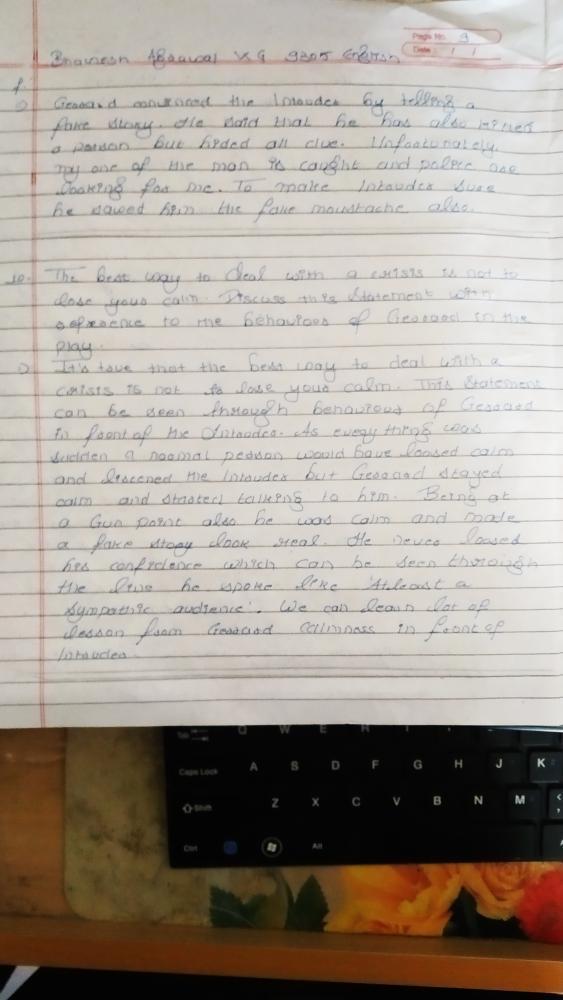 Page No. 9
Date: / /
Bhavesh Agaawal X G 9305 English
9.
Gerrard convinced the Intruder by telling a
fake story. He said that he has also killed
a person but hided all clue. Unfortunately
my one of the man is caught and police are
looking for me. To make Intruder sure
he sawed him the fake moustache also.
10. The best way to deal with a crisis is not to
lose your calm. Discuss this statement with
reference to the behaviour of Gerrard in the
play.
It's true that the best way to deal with a
crisis is not to lose your calm. This statement
can be seen through behaviour of Gerrard
in front of the Intruder. As every thing was
sudden a normal person would have loosed calm
and the Intruder but Gerrard stayed
calm and started talking to him. Being at
a Gun point also he was calm and made
a fake story look real. He never loosed
his confidence which can be seen through
the line he spoke like 'Atleast a
sympathic audience'. We can learn lot of
lesson from Gerrard calmness in front of
Intruder.
Tab Q W E R T Y
Caps Lock A S D F G H J K
Shift Z X C V B N M <
Ctrl Alt